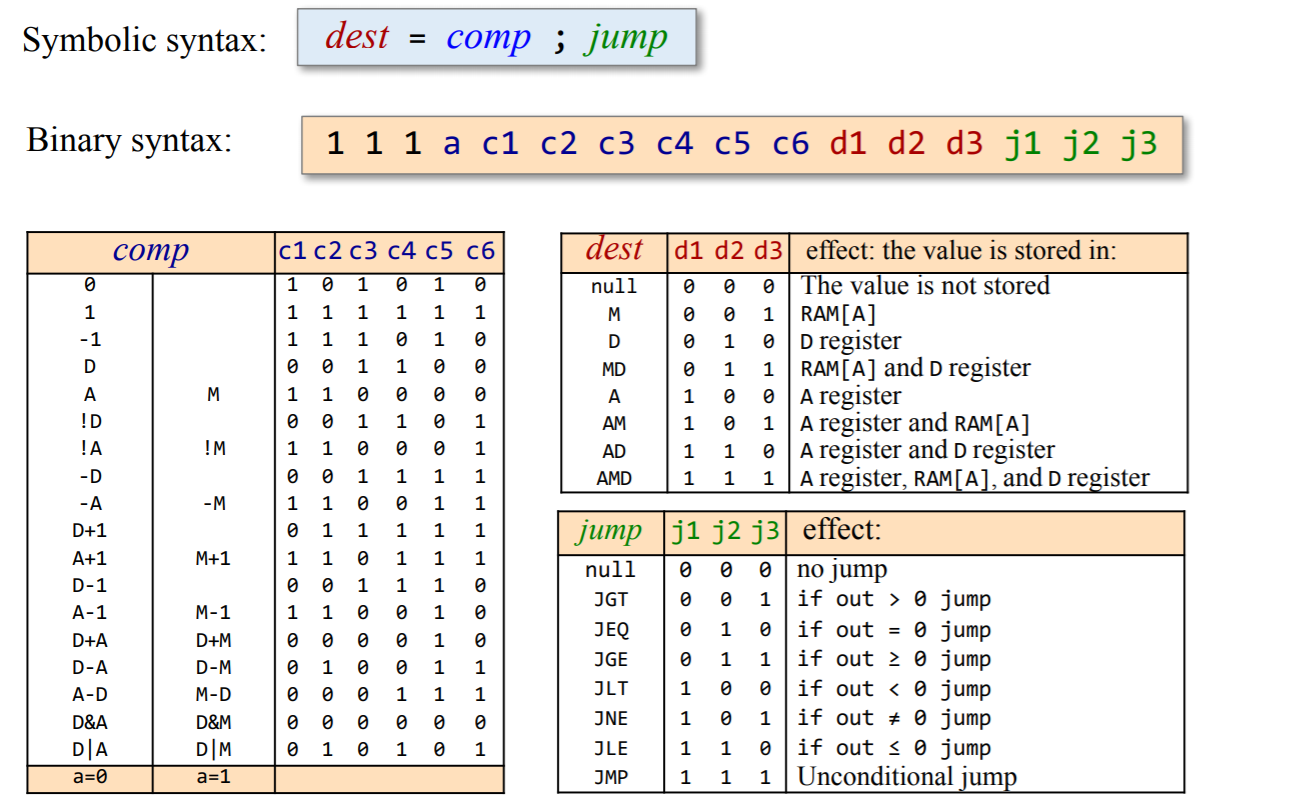 Symbolic syntax: dest = comp ; jump
Binary syntax: 1 1 1 a c1 c2 c3 c4 c5 c6 d1 d2 d3 j1 j2 j3
comp c1 c2 c3 c4 c5 c6
0 1 0 1 0 1 0
1 1 1 1 1 1 1
-1 1 1 1 0 1 0
D 0 0 1 1 0 0
A M 1 1 0 0 0 0
!D 0 0 1 1 0 1
!A !M 1 1 0 0 0 1
-D 0 0 1 1 1 1
-A -M 1 1 0 0 1 1
D+1 0 1 1 1 1 1
A+1 M+1 1 1 0 1 1 1
D-1 0 0 1 1 1 0
A-1 M-1 1 1 0 0 1 0
D+A D+M 0 0 0 0 1 0
D-A D-M 0 1 0 0 1 1
A-D M-D 0 0 0 1 1 1
D&A D&M 0 0 0 0 0 0
D|A D|M 0 1 0 1 0 1
a=0 a=1
dest d1 d2 d3 effect: the value is stored in:
null 0 0 0 The value is not stored
M 0 0 1 RAM[A]
D 0 1 0 D register
MD 0 1 1 RAM[A] and D register
A 1 0 0 A register
AM 1 0 1 A register and RAM[A]
AD 1 1 0 A register and D register
AMD 1 1 1 A register, RAM[A], and D register
jump j1 j2 j3 effect:
null 0 0 0 no jump
JGT 0 0 1 if out > 0 jump
JEQ 0 1 0 if out = 0 jump
JGE 0 1 1 if out ≥ 0 jump
JLT 1 0 0 if out < 0 jump
JNE 1 0 1 if out ≠ 0 jump
JLE 1 1 0 if out ≤ 0 jump
JMP 1 1 1 Unconditional jump